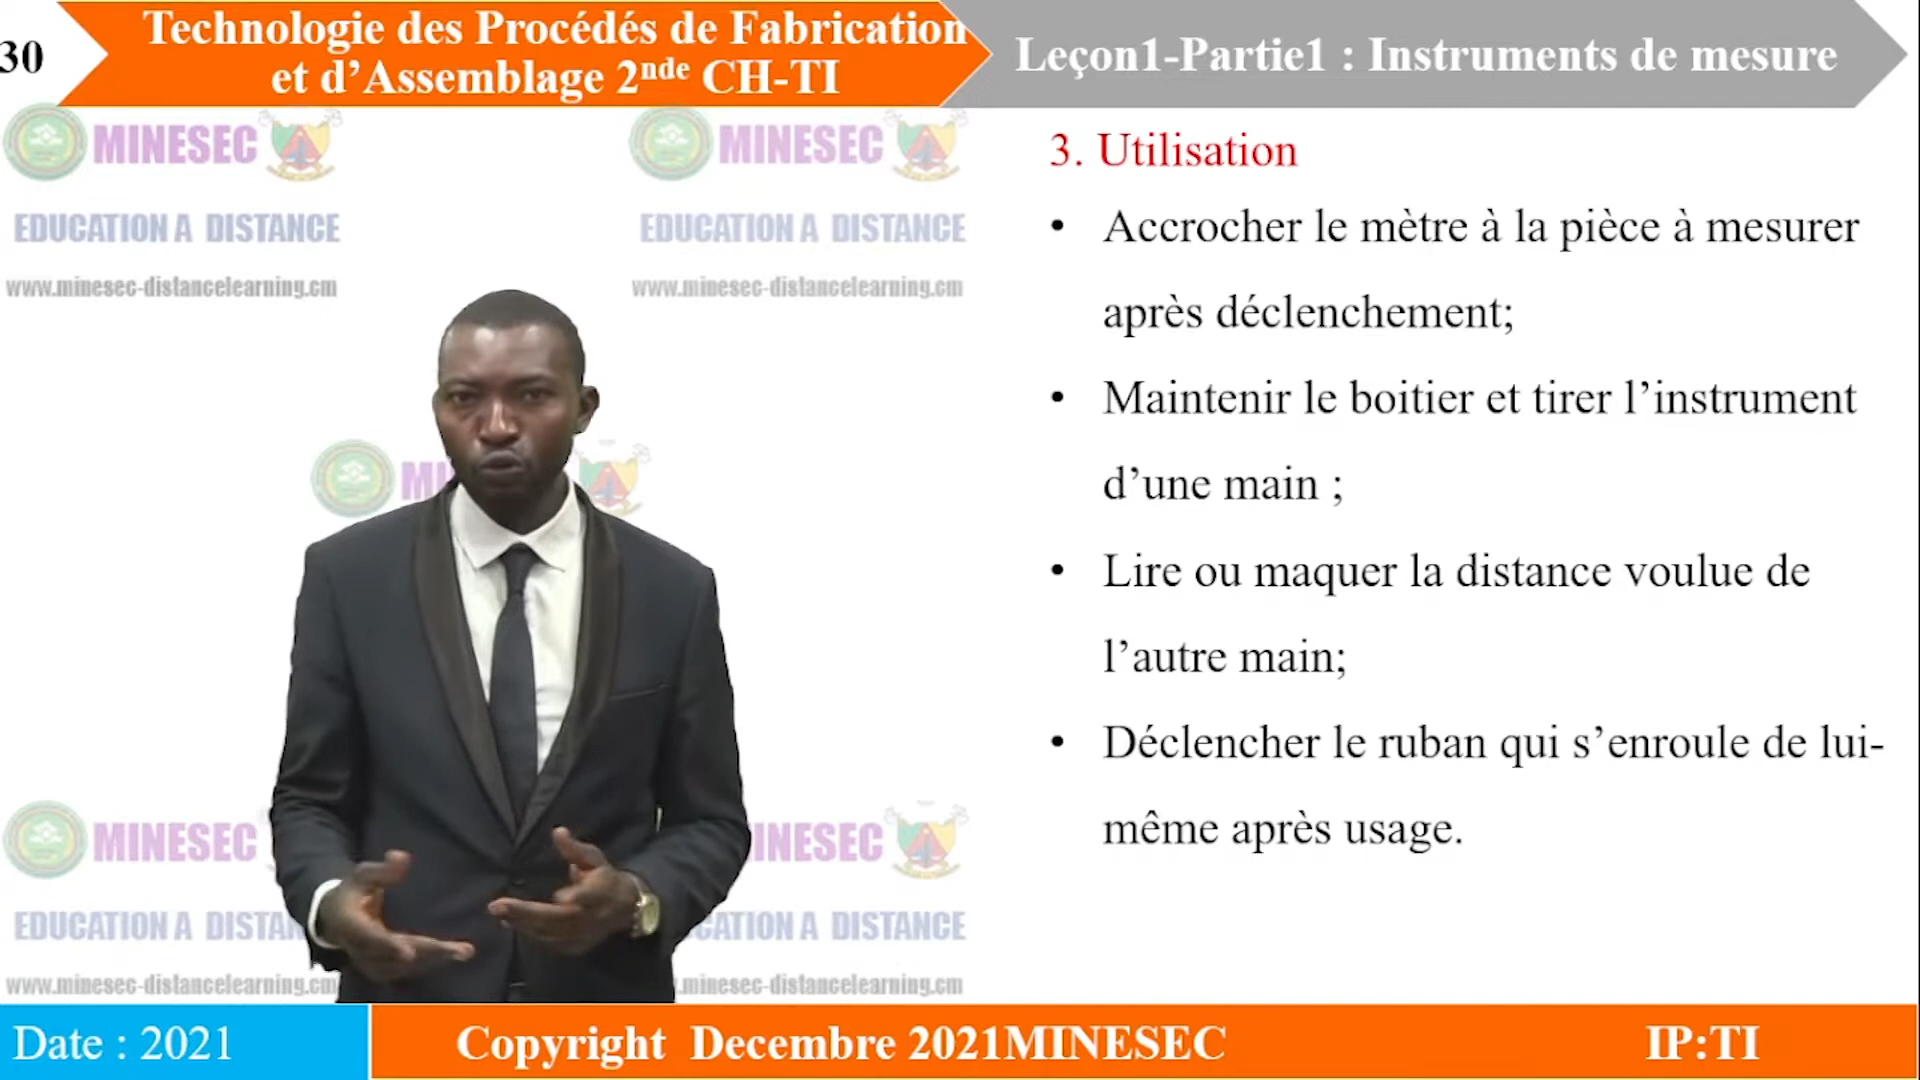 30
Technologie des Procédés de Fabrication
et d’Assemblage 2nde CH-TI
Leçon1-Partie1 : Instruments de mesure
MINESEC
EDUCATION A DISTANCE
www.minesec-distancelearning.cm
MINESEC
EDUCATION A DISTANCE
www.minesec-distancelearning.cm
3. Utilisation
• Accrocher le mètre à la pièce à mesurer
après déclenchement;
• Maintenir le boitier et tirer l’instrument
d’une main ;
• Lire ou maquer la distance voulue de
l’autre main;
• Déclencher le ruban qui s’enroule de lui-
même après usage.
MI
MINESEC
EDUCATION A DISTAN
www.minesec-distancelearning.cm
INESEC
CATION A DISTANCE
.minesec-distancelearning.cm
Date : 2021
Copyright Decembre 2021MINESEC
IP:TI